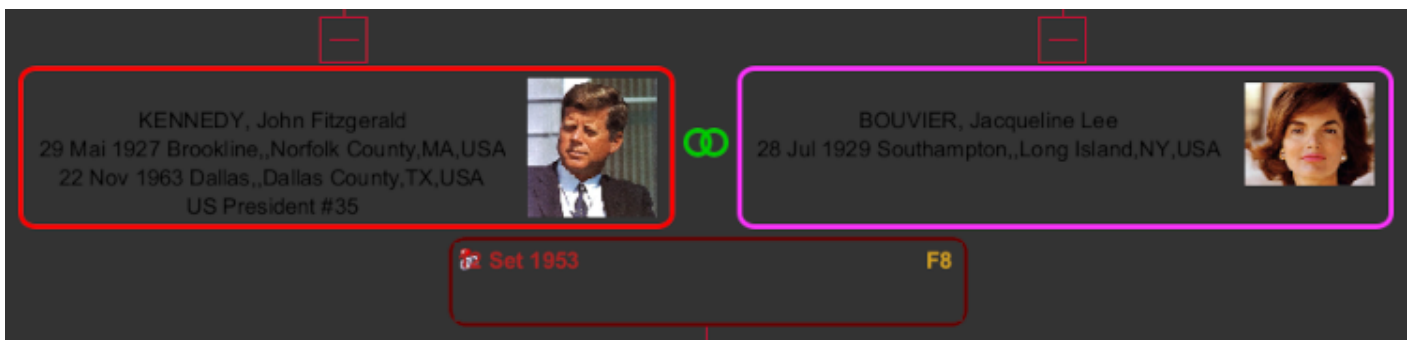 KENNEDY, John Fitzgerald
29 Mai 1927 Brookline,,Norfolk County,MA,USA
22 Nov 1963 Dallas,,Dallas County,TX,USA
US President #35
BOUVIER, Jacqueline Lee
28 Jul 1929 Southampton,,Long Island,NY,USA
Set 1953
F8